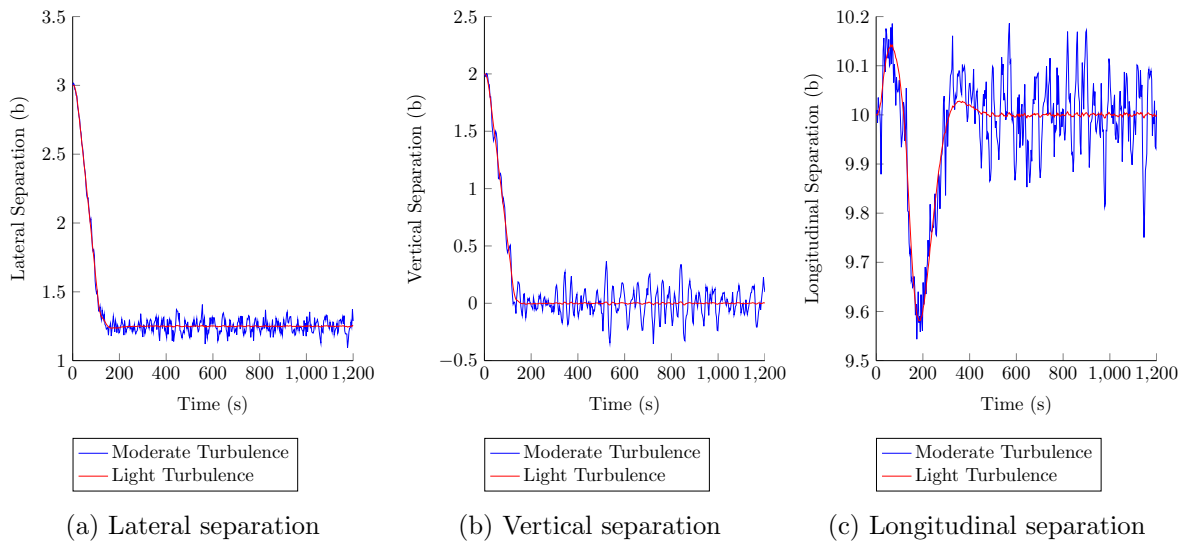 3.5
3
2.5
2
1.5
1
0
200
400
600
800
1,000
1,200
Lateral Separation (b)
Time (s)
Moderate Turbulence
Light Turbulence
(a) Lateral separation
2.5
2
1.5
1
0.5
0
−0.5
0
200
400
600
800
1,000
1,200
Vertical Separation (b)
Time (s)
Moderate Turbulence
Light Turbulence
(b) Vertical separation
10.2
10.1
10
9.9
9.8
9.7
9.6
9.5
0
200
400
600
800
1,000
1,200
Longitudinal Separation (b)
Time (s)
Moderate Turbulence
Light Turbulence
(c) Longitudinal separation